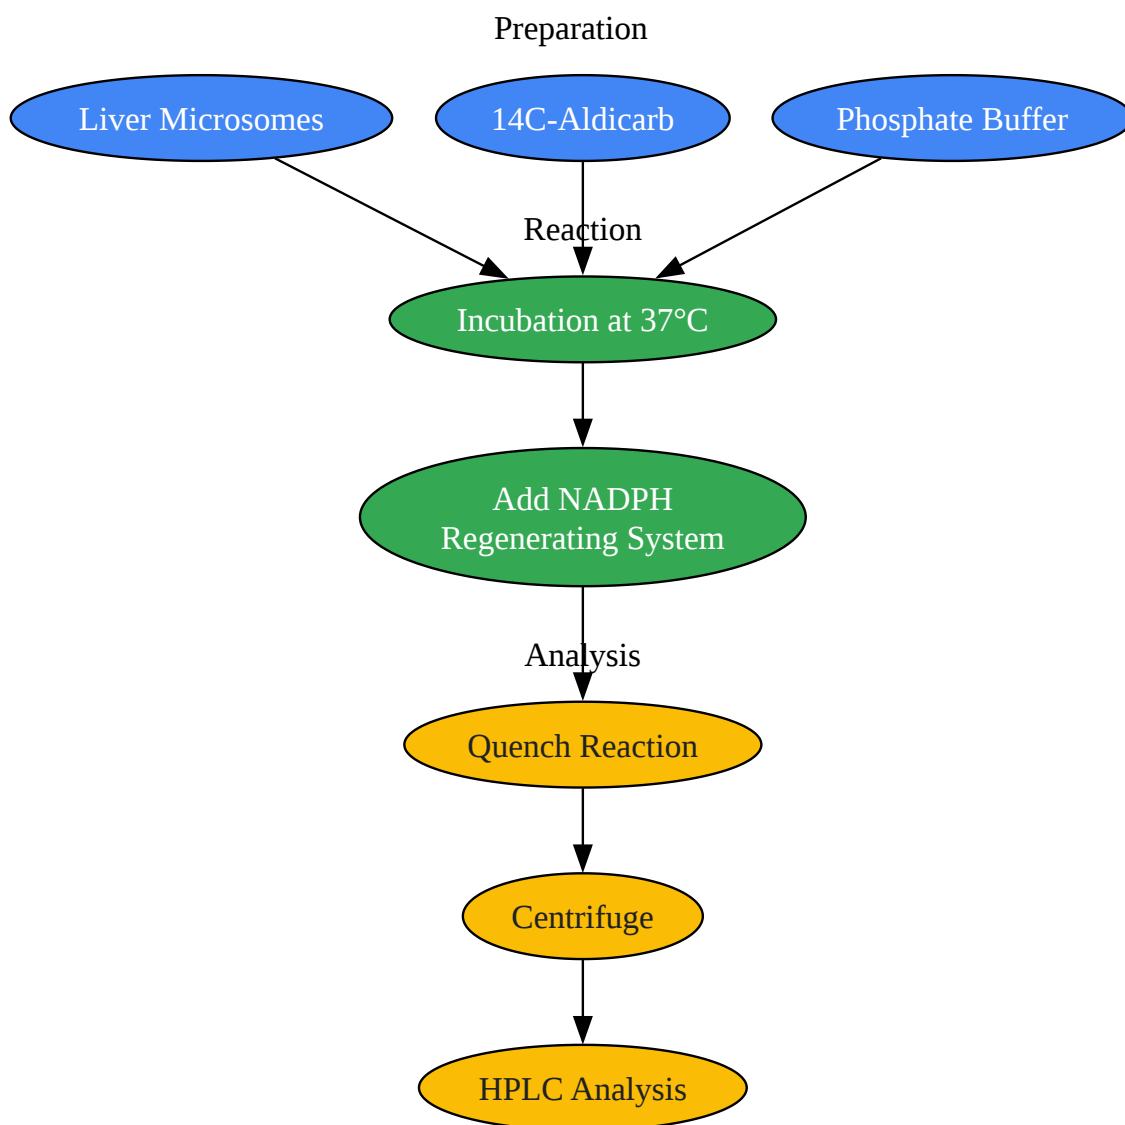 Preparation
Liver Microsomes
14C-Aldicarb
Phosphate Buffer
Reaction
Incubation at 37°C
Add NADPH
Regenerating System
Analysis
Quench Reaction
Centrifuge
HPLC Analysis